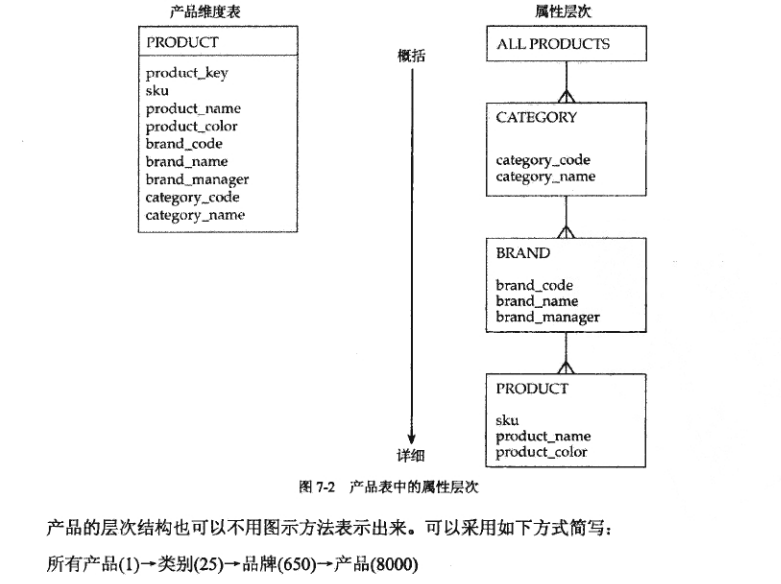 产品维度表
PRODUCT
product_key
sku
product_name
product_color
brand_code
brand_name
brand_manager
category_code
category_name
概括
详细
属性层次
ALL PRODUCTS
CATEGORY
category_code
category_name
BRAND
brand_code
brand_name
brand_manager
PRODUCT
sku
product_name
product_color
图 7-2 产品表中的属性层次
产品的层次结构也可以不用图示方法表示出来。可以采用如下方式简写：
所有产品(1)→类别(25)→品牌(650)→产品(8000)